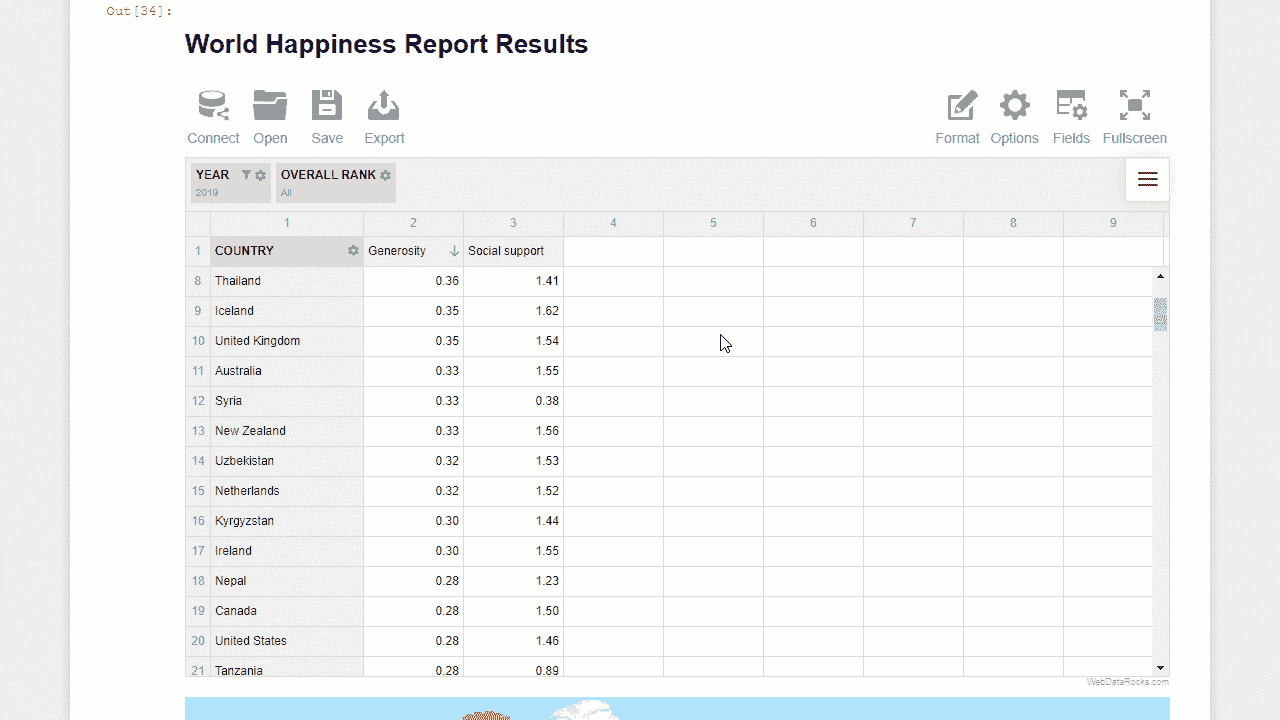 Out[34]:
World Happiness Report Results
Connect Open Save Export Format Options Fields Fullscreen
YEAR OVERALL RANK
2019 All
1 2 3 4 5 6 7 8 9
1 COUNTRY Generosity Social support
8 Thailand 0.36 1.41
9 Iceland 0.35 1.62
10 United Kingdom 0.35 1.54
11 Australia 0.33 1.55
12 Syria 0.33 0.38
13 New Zealand 0.33 1.56
14 Uzbekistan 0.32 1.53
15 Netherlands 0.32 1.52
16 Kyrgyzstan 0.30 1.44
17 Ireland 0.30 1.55
18 Nepal 0.28 1.23
19 Canada 0.28 1.50
20 United States 0.28 1.46
21 Tanzania 0.28 0.89
WebDataRocks.com